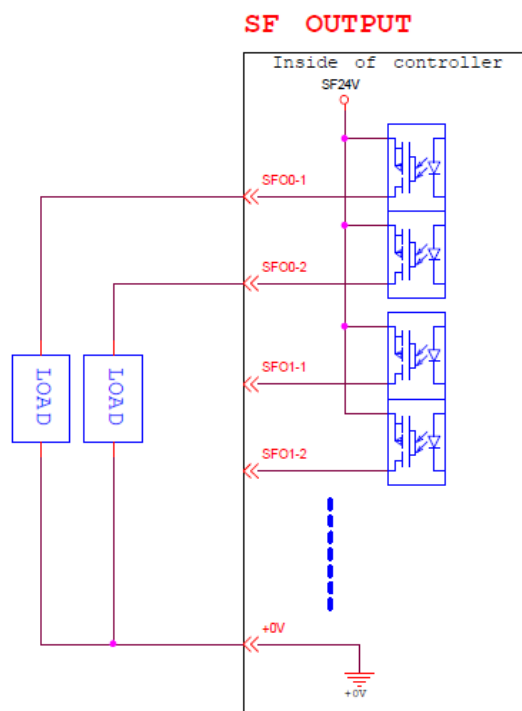 SF OUTPUT
Inside of controller
SF24V
SFO0-1
SFO0-2
LOAD
LOAD
SFO1-1
SFO1-2
+0V
+0V